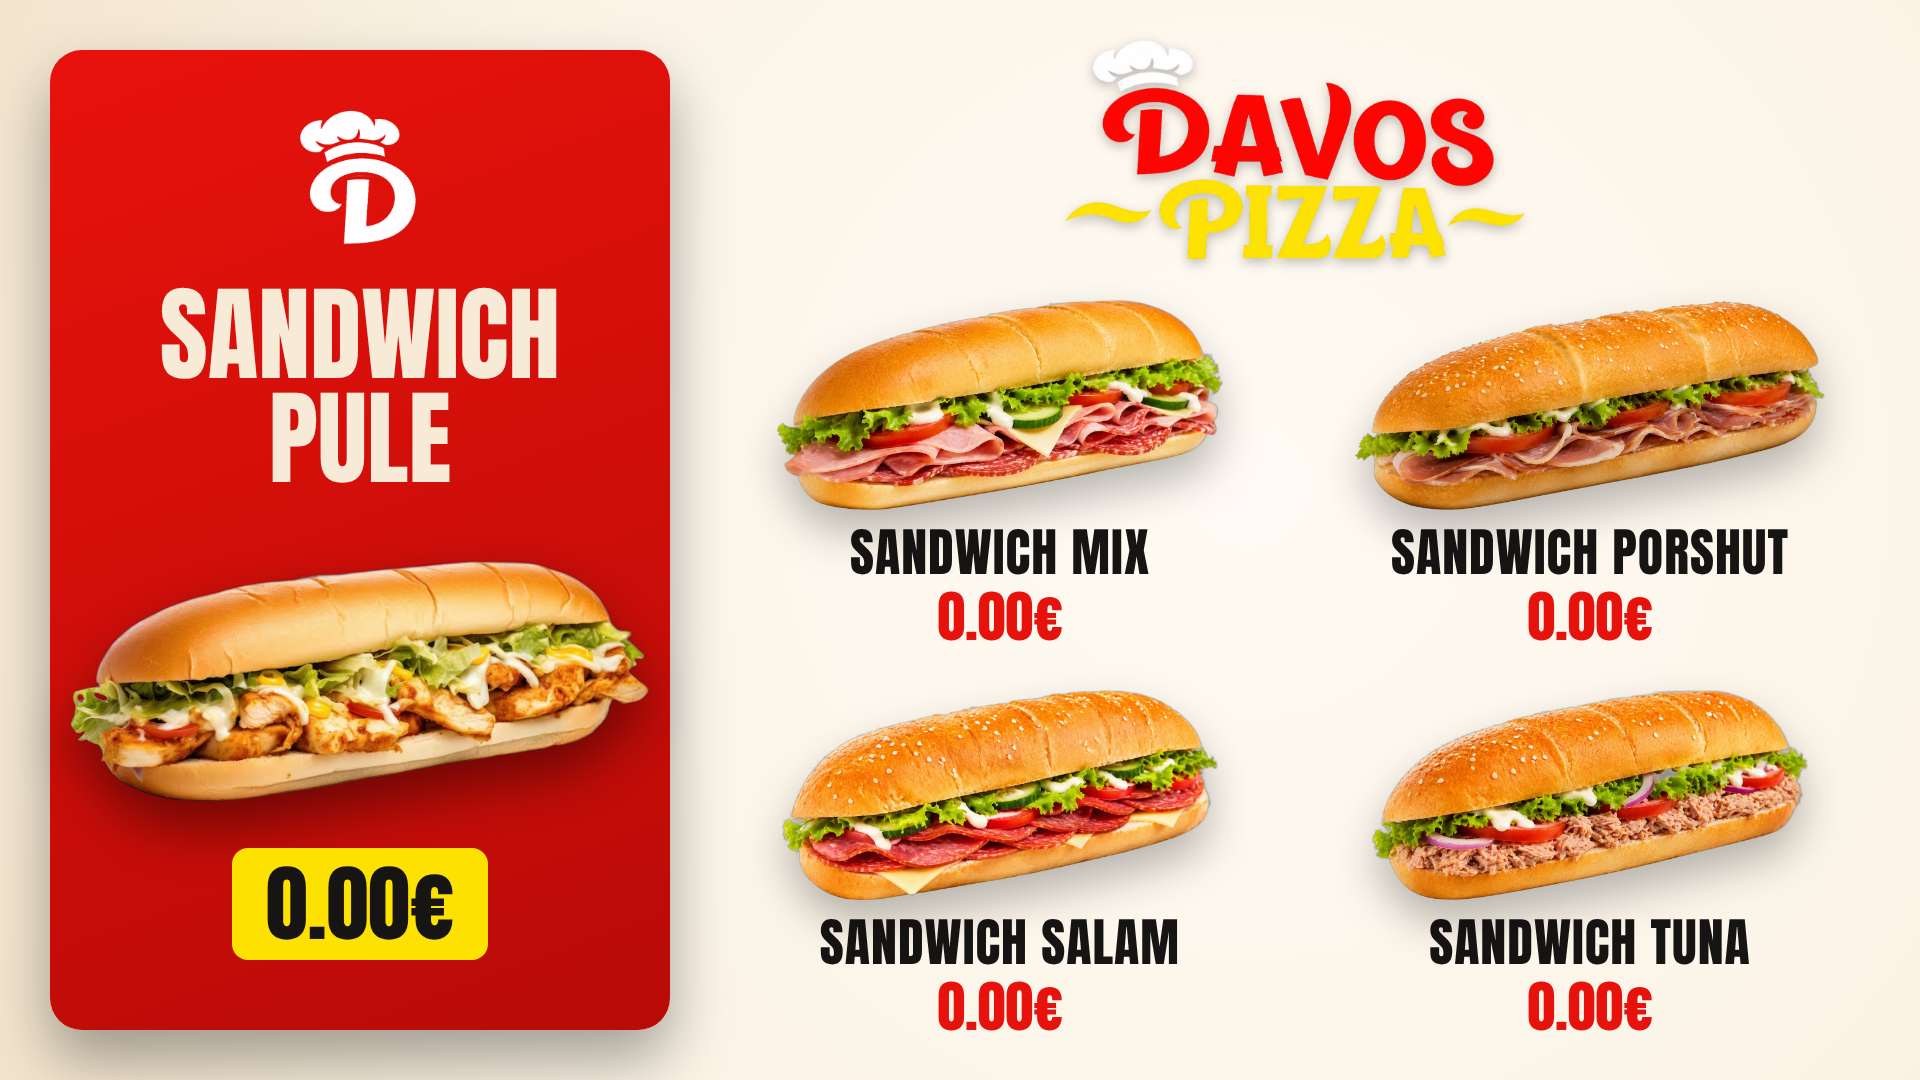 SANDWICH
PULE
0.00€
DAVOS
PIZZA
SANDWICH MIX
0.00€
SANDWICH PORSHUT
0.00€
SANDWICH SALAM
0.00€
SANDWICH TUNA
0.00€